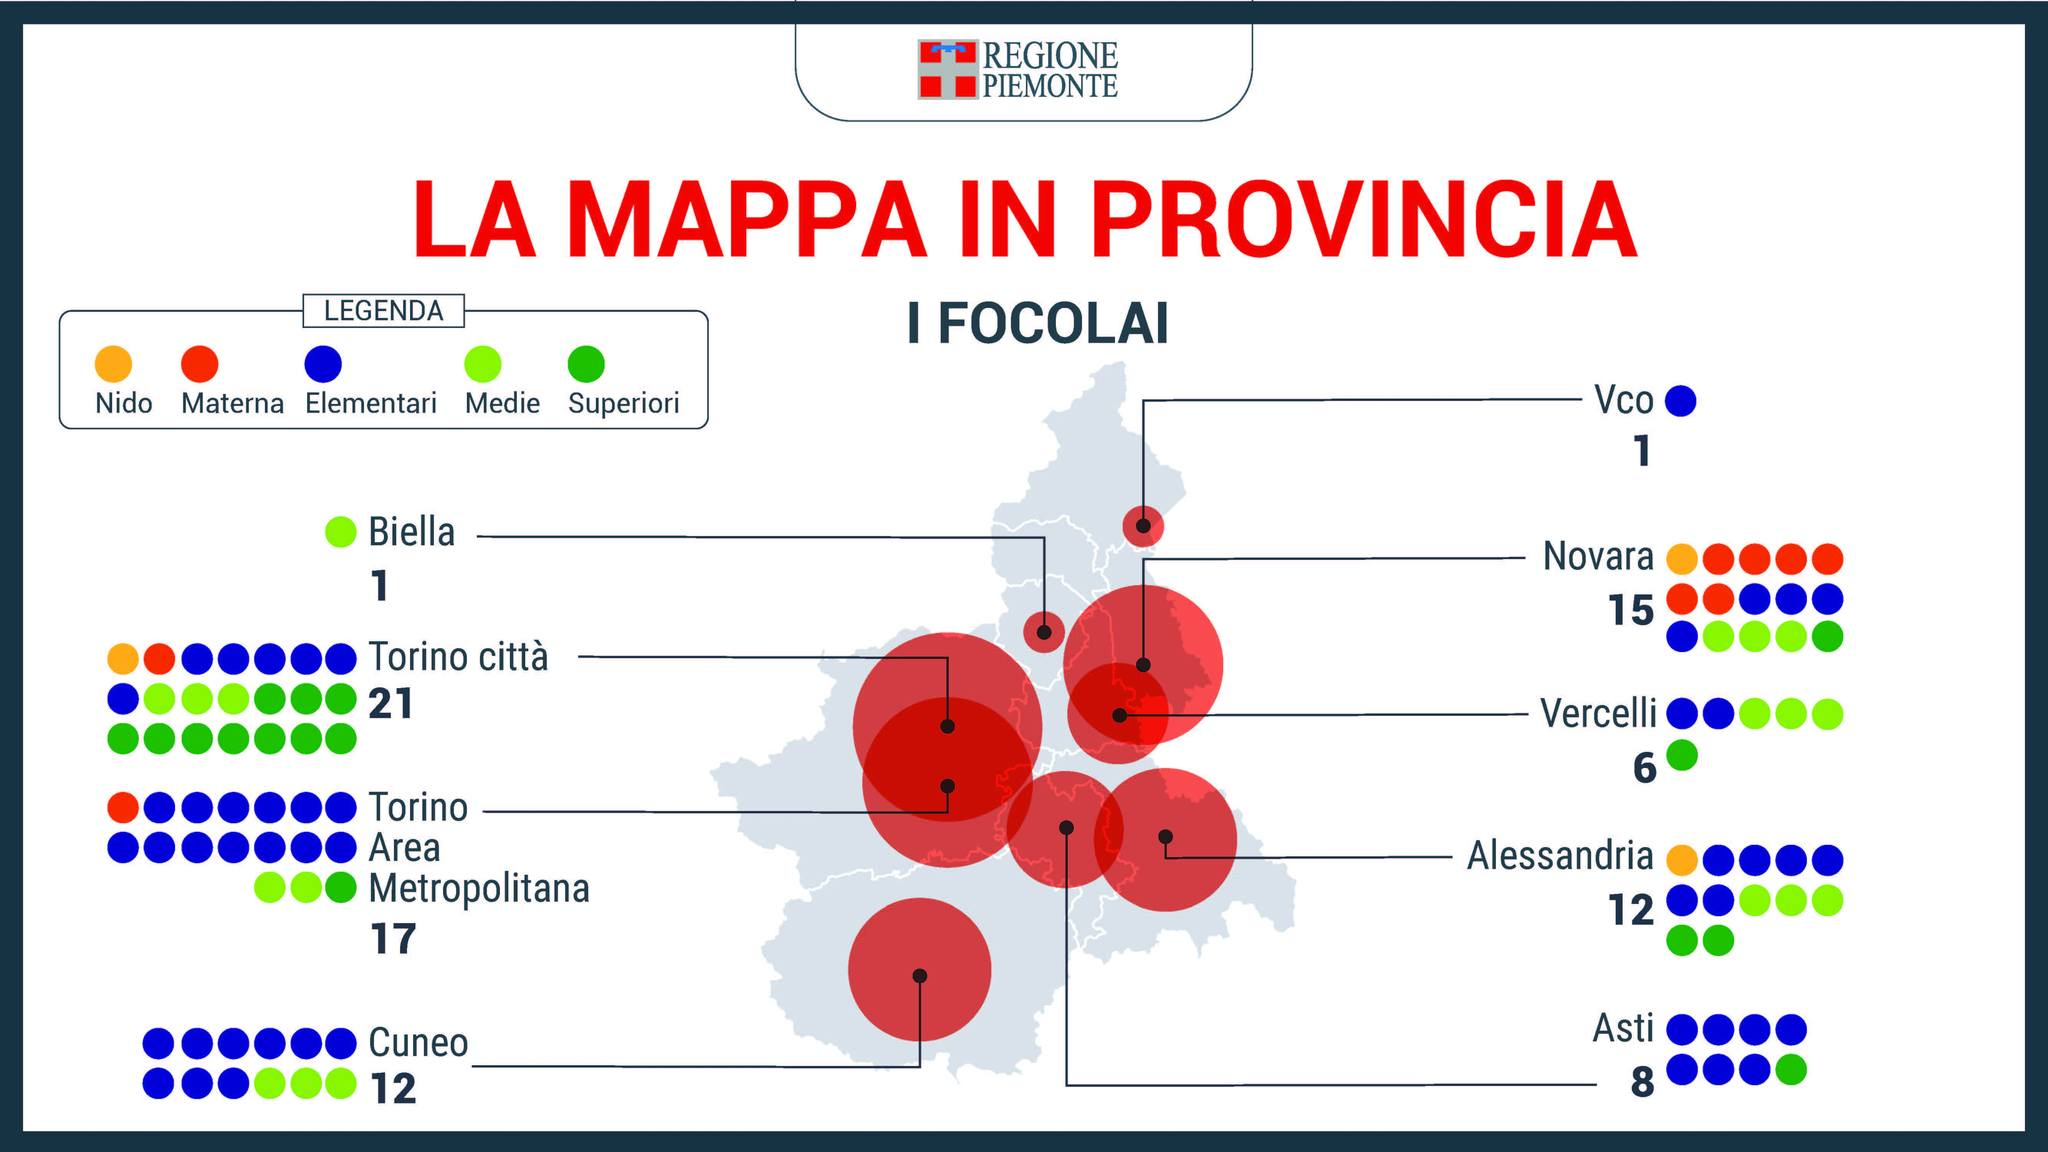 REGIONE
PIEMONTE
LA MAPPA IN PROVINCIA
I FOCOLAI
LEGENDA
Nido Materna Elementari Medie Superiori
Vco
1
Biella
1
Novara
15
Torino città
21
Vercelli
6
Torino
Area
Metropolitana
17
Alessandria
12
Cuneo
12
Asti
8